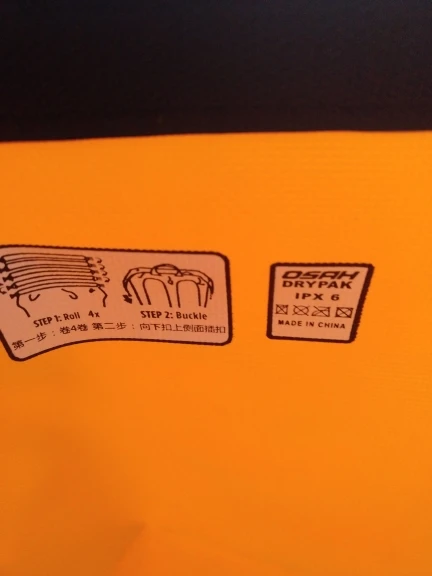 STEP 1: Roll 4x
STEP 2: Buckle
第一步：卷4卷 第二步：向下扣上侧面插扣
OSAH
DRYPAK
IPX 6
MADE IN CHINA